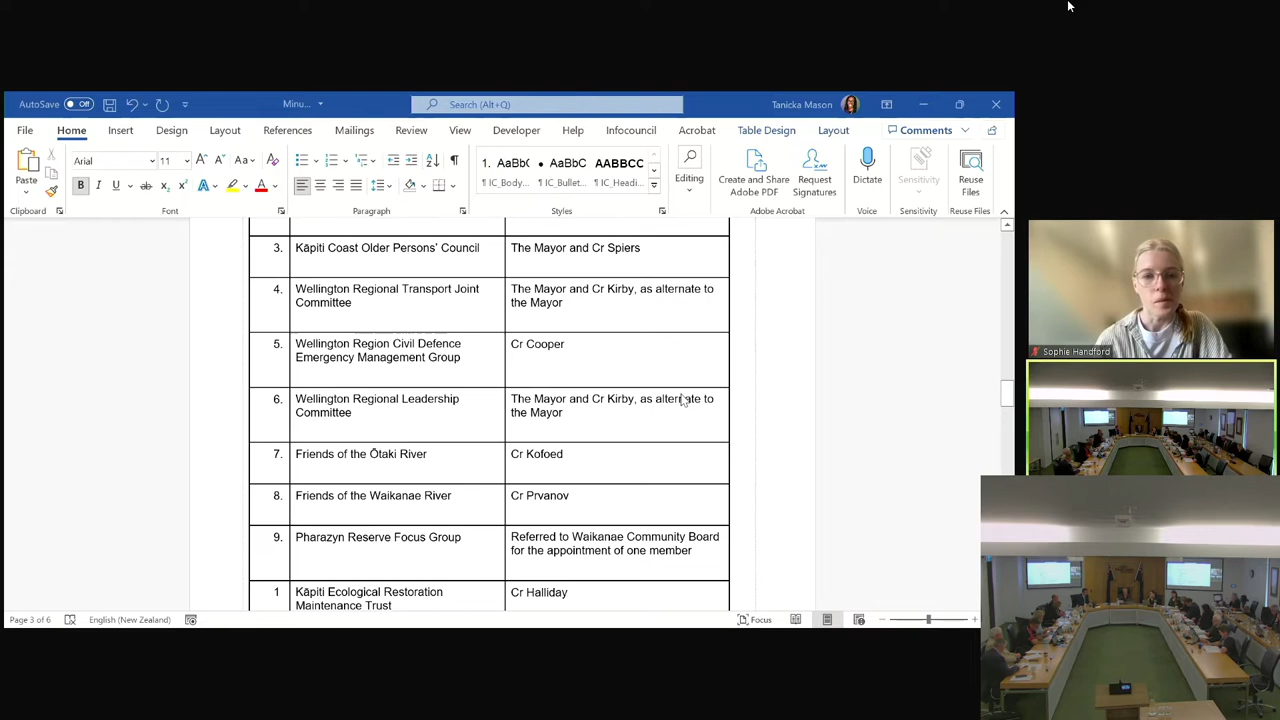 AutoSave Off Minu... Search (Alt+Q) Tanicka Mason
File Home Insert Design Layout References Mailings Review View Developer Help Infocouncil Acrobat Table Design Layout Comments
Arial 11 A A Aa
Paste
B I U ab x2 x2 A A
1. AaBb( AaBbC AABBCC
¶ IC_Body... ¶ IC_Bullet... ¶ IC_Headi...
Editing
Create and Share
Adobe PDF
Request
Signatures
Dictate
Sensitivity
Reuse
Files
Clipboard Font Paragraph Styles Adobe Acrobat Voice Sensitivity Reuse Files
3. Kāpiti Coast Older Persons' Council The Mayor and Cr Spiers
4. Wellington Regional Transport Joint The Mayor and Cr Kirby, as alternate to
Committee the Mayor
5. Wellington Region Civil Defence Cr Cooper
Emergency Management Group
6. Wellington Regional Leadership The Mayor and Cr Kirby, as alternate to
Committee the Mayor
7. Friends of the Ōtaki River Cr Kofoed
8. Friends of the Waikanae River Cr Prvanov
9. Pharazyn Reserve Focus Group Referred to Waikanae Community Board
for the appointment of one member
1 Kāpiti Ecological Restoration Cr Halliday
Maintenance Trust
Page 3 of 6 English (New Zealand) Focus
Sophie Handford